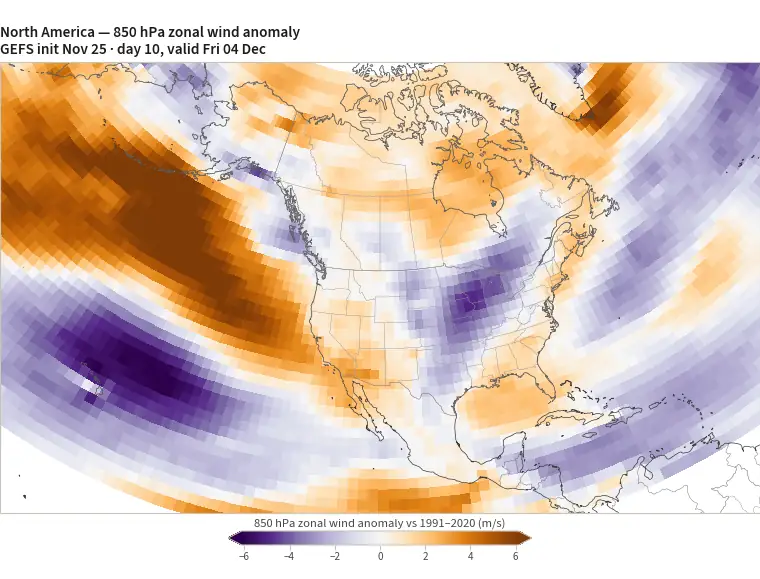 North America — 850 hPa zonal wind anomaly
GEFS init Nov 25 · day 10, valid Fri 04 Dec
850 hPa zonal wind anomaly vs 1991–2020 (m/s)
−6 −4 −2 0 2 4 6